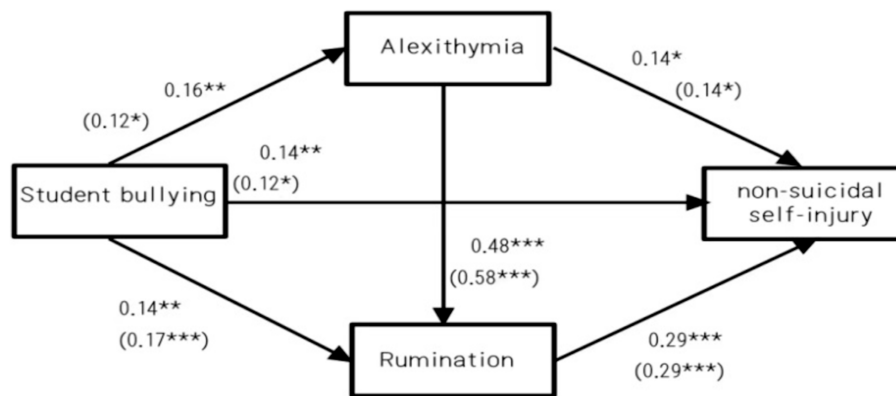 Alexithymia
0.16**
(0.12*)
0.14*
(0.14*)
0.14**
(0.12*)
Student bullying
non-suicidal
self-injury
0.48***
(0.58***)
0.14**
(0.17***)
Rumination
0.29***
(0.29***)